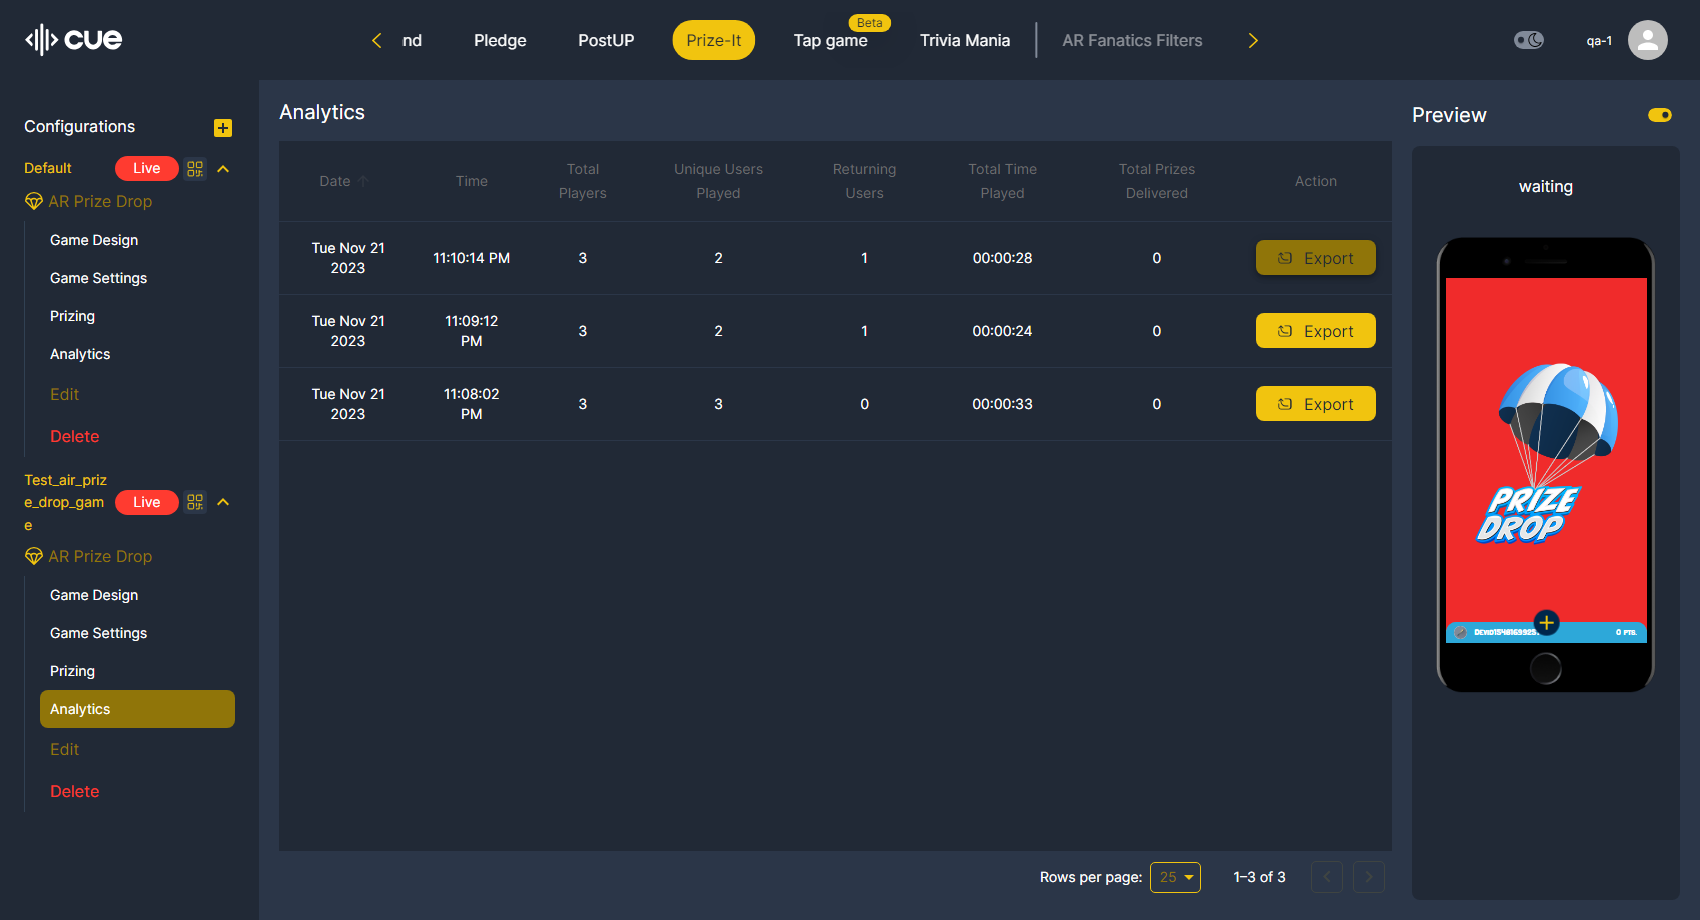 cue
nd
Pledge
PostUP
Prize-It
Beta
Tap game
Trivia Mania
AR Fanatics Filters
qa-1
Configurations
Default
Live
AR Prize Drop
Game Design
Game Settings
Prizing
Analytics
Edit
Delete
Test_air_priz
e_drop_gam
e
Live
AR Prize Drop
Game Design
Game Settings
Prizing
Analytics
Edit
Delete
Analytics
Date
Time
Total
Players
Unique Users
Played
Returning
Users
Total Time
Played
Total Prizes
Delivered
Action
Tue Nov 21
2023
11:10:14 PM
3
2
1
00:00:28
0
Export
Tue Nov 21
2023
11:09:12
PM
3
2
1
00:00:24
0
Export
Tue Nov 21
2023
11:08:02
PM
3
3
0
00:00:33
0
Export
Rows per page:
25
1–3 of 3
Preview
waiting
PRIZE
DROP
0 PTS.